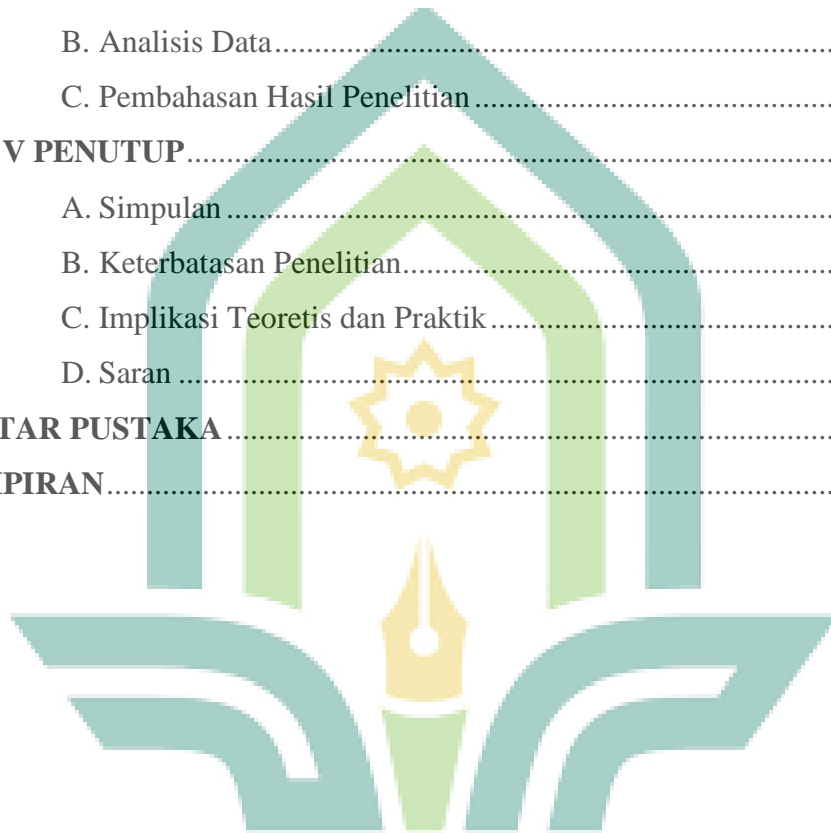 B. Analisis Data..........................................................................
C. Pembahasan Hasil Penelitian..............................................
V PENUTUP.................................................................................
A. Simpulan............................................................................
B. Keterbatasan Penelitian......................................................
C. Implikasi Teoretis dan Praktik...........................................
D. Saran..................................................................................
TAR PUSTAKA............................................................................
PIRAN..........................................................................................